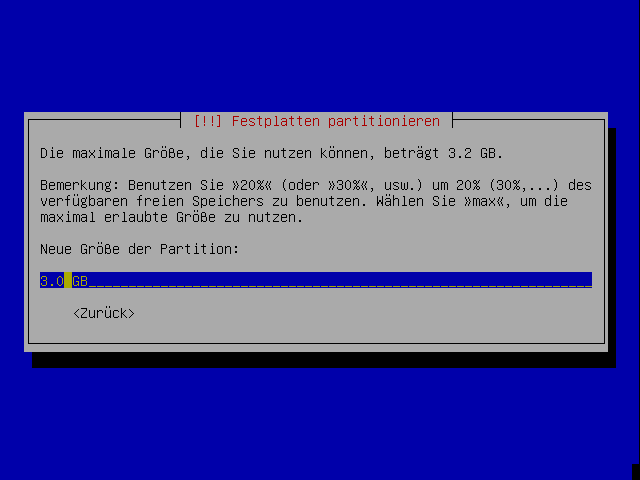 [!!] Festplatten partitionieren
Die maximale Größe, die Sie nutzen können, beträgt 3.2 GB.
Bemerkung: Benutzen Sie »20%« (oder »30%«, usw.) um 20% (30%,...) des
verfügbaren freien Speichers zu benutzen. Wählen Sie »max«, um die
maximal erlaubte Größe zu nutzen.
Neue Größe der Partition:
3.0 GB
<Zurück>